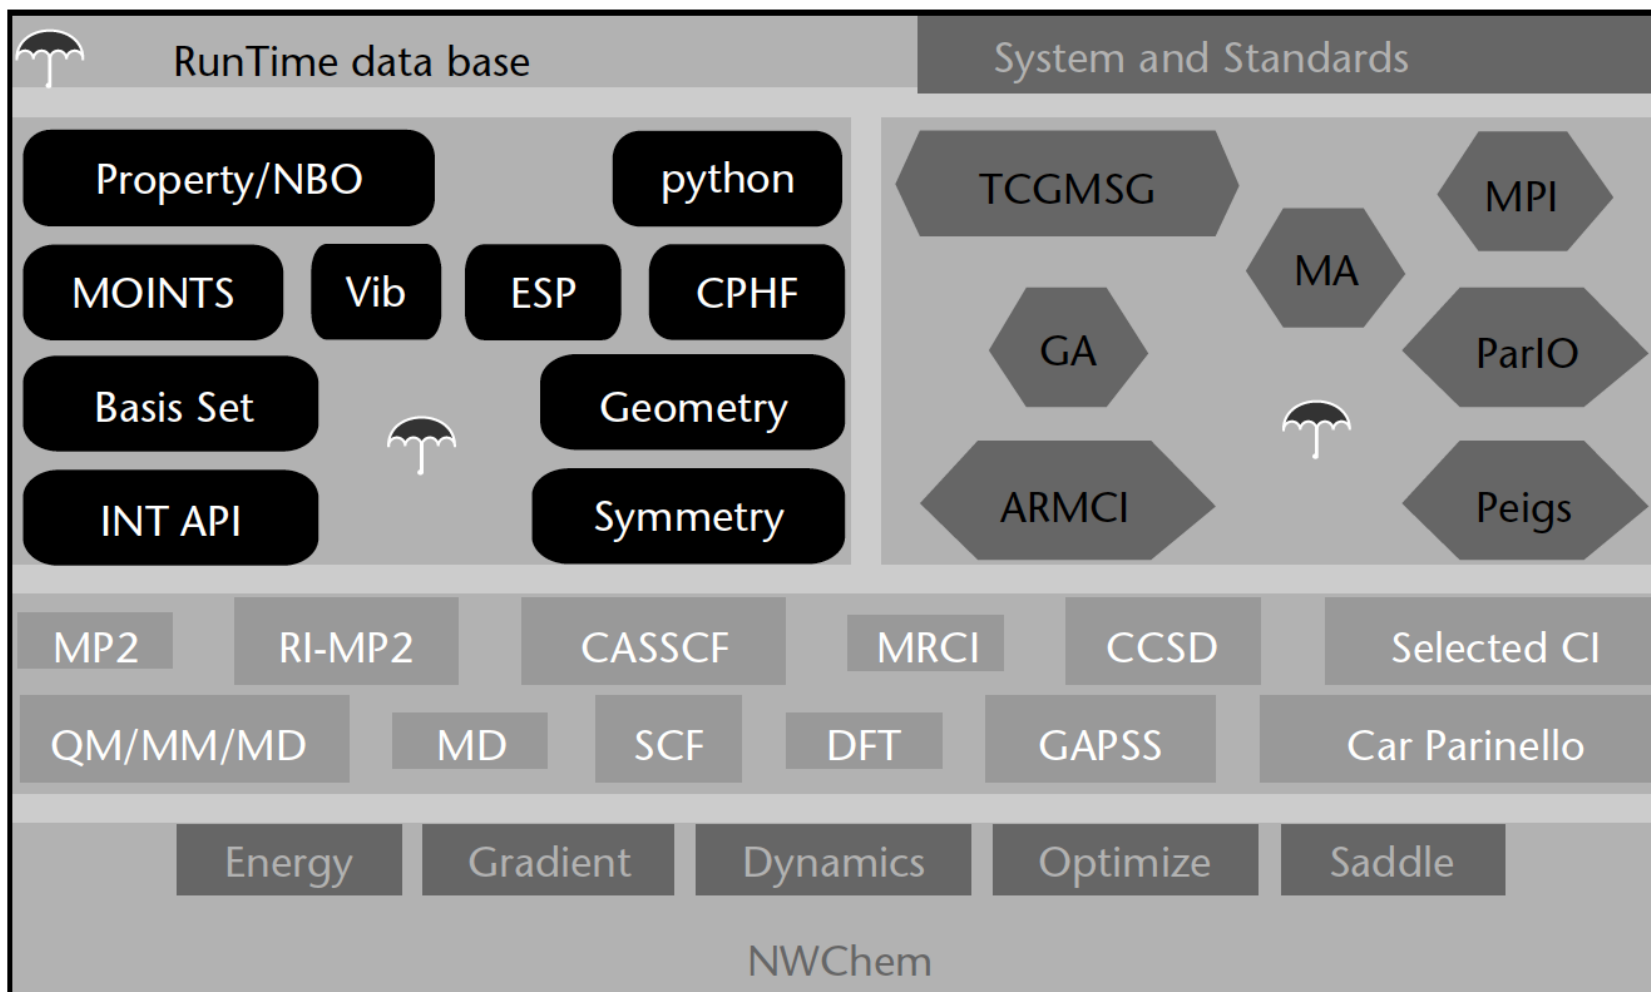 RunTime data base
System and Standards
Property/NBO
python
MOINTS
Vib
ESP
CPHF
Basis Set
Geometry
INT API
Symmetry
TCGMSG
MPI
MA
GA
ParIO
ARMCI
Peigs
MP2
RI-MP2
CASSCF
MRCI
CCSD
Selected CI
QM/MM/MD
MD
SCF
DFT
GAPSS
Car Parinello
Energy
Gradient
Dynamics
Optimize
Saddle
NWChem